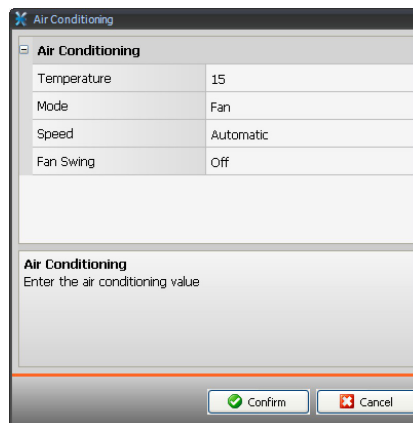 Air Conditioning
Air Conditioning
Temperature 15
Mode Fan
Speed Automatic
Fan Swing Off
Air Conditioning
Enter the air conditioning value
Confirm Cancel